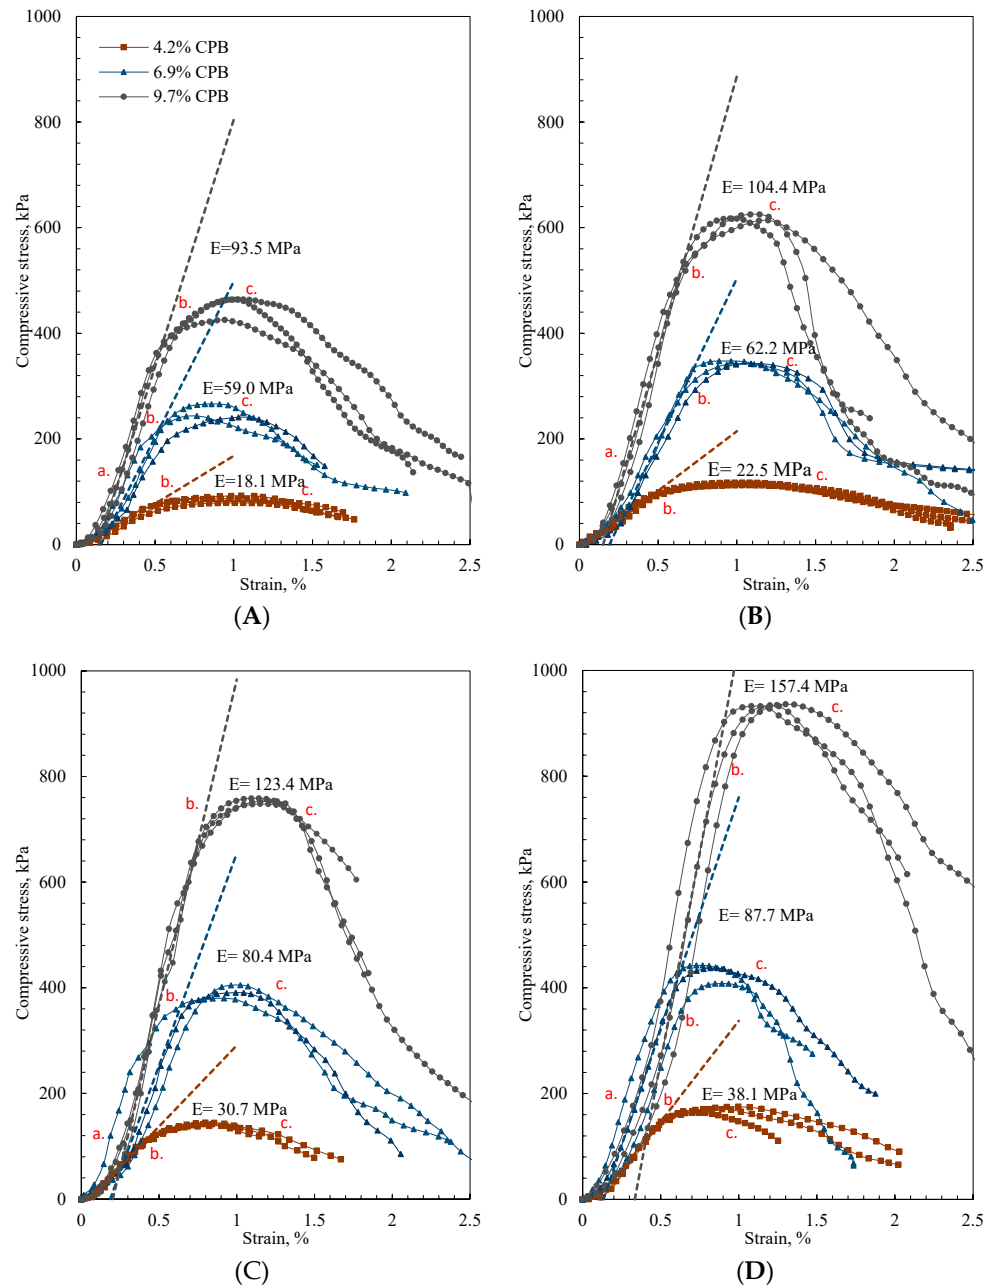 1000
800
600
400
200
0
Compressive stress, kPa
4.2% CPB
6.9% CPB
9.7% CPB
E=93.5 MPa
b.
c.
E=59.0 MPa
b.
c.
a.
b.
E=18.1 MPa
c.
0 0.5 1 1.5 2 2.5
Strain, %
(A)
1000
800
600
400
200
0
Compressive stress, kPa
E= 104.4 MPa
c.
b.
E= 62.2 MPa
c.
b.
a.
E= 22.5 MPa
c.
b.
0 0.5 1 1.5 2 2.5
Strain, %
(B)
1000
800
600
400
200
0
Compressive stress, kPa
E= 123.4 MPa
b.
c.
E= 80.4 MPa
b.
c.
E= 30.7 MPa
a.
c.
b.
0 0.5 1 1.5 2 2.5
Strain, %
(C)
1000
800
600
400
200
0
Compressive stress, kPa
E= 157.4 MPa
c.
b.
E= 87.7 MPa
c.
b.
a.
E= 38.1 MPa
b.
c.
0 0.5 1 1.5 2 2.5
Strain, %
(D)